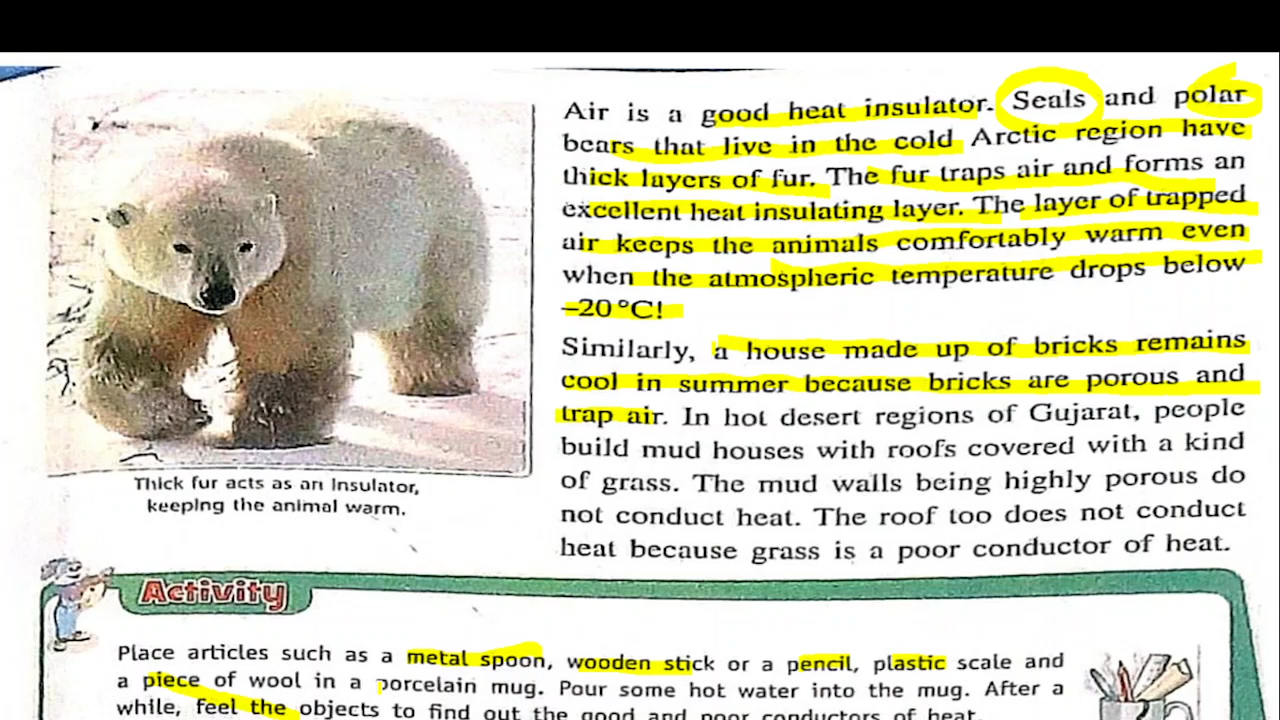 Air is a good heat insulator. Seals and polar
bears that live in the cold Arctic region have
thick layers of fur. The fur traps air and forms an
excellent heat insulating layer. The layer of trapped
air keeps the animals comfortably warm even
when the atmospheric temperature drops below
–20 °C!
Similarly, a house made up of bricks remains
cool in summer because bricks are porous and
trap air. In hot desert regions of Gujarat, people
build mud houses with roofs covered with a kind
of grass. The mud walls being highly porous do
not conduct heat. The roof too does not conduct
heat because grass is a poor conductor of heat.
Thick fur acts as an insulator,
keeping the animal warm.
Activity
Place articles such as a metal spoon, wooden stick or a pencil, plastic scale and
a piece of wool in a porcelain mug. Pour some hot water into the mug. After a
while, feel the objects to find out the good and poor conductors of heat.